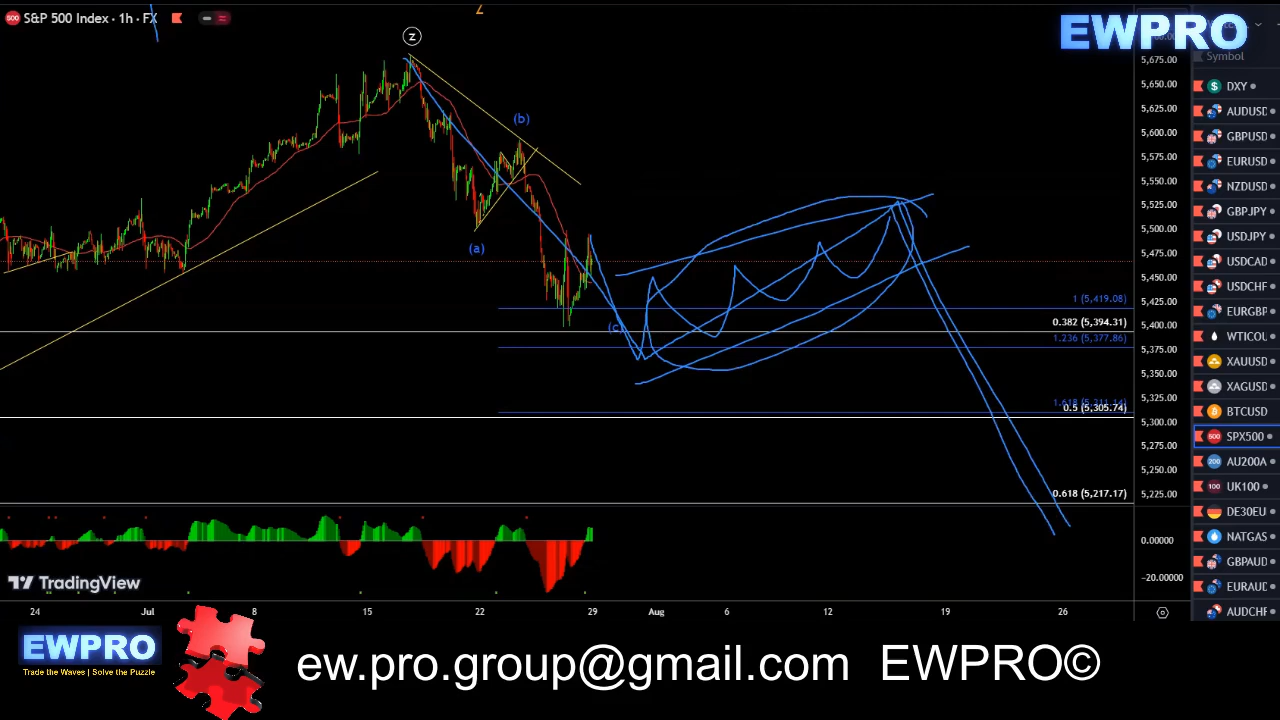 S&P 500 Index · 1h · FX
EWPRO
Symbol
z
(a)
(b)
(c)
5,675.00
5,650.00
5,625.00
5,600.00
5,575.00
5,550.00
5,525.00
5,500.00
5,475.00
5,450.00
5,425.00
5,400.00
5,375.00
5,350.00
5,325.00
5,300.00
5,275.00
5,250.00
5,225.00
0.00000
-20.00000
1 (5,419.08)
0.382 (5,394.31)
1.236 (5,377.86)
0.5 (5,305.74)
0.618 (5,217.17)
DXY
AUDUSD
GBPUSD
EURUSD
NZDUSD
GBPJPY
USDJPY
USDCAD
USDCHF
EURGBP
WTICOU
XAUUSD
XAGUSD
BTCUSD
SPX500
AU200A
UK100
DE30EU
NATGAS
GBPAUD
EURAUD
AUDCHF
TradingView
24
Jul
8
15
22
29
Aug
6
12
19
26
EWPRO
Trade the Waves | Solve the Puzzle
ew.pro.group@gmail.com EWPRO©